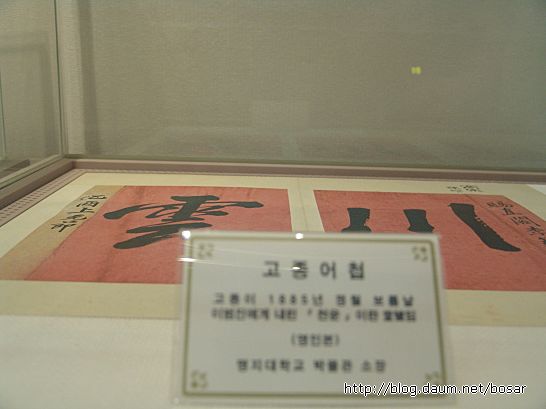 川
雲
고종어첩
고종이 1885년 정월 보름날
이범진에게 내린 「천운」이란
(영인본)
명지대학교 박물관 소장
http://blog.daum.net/bosar